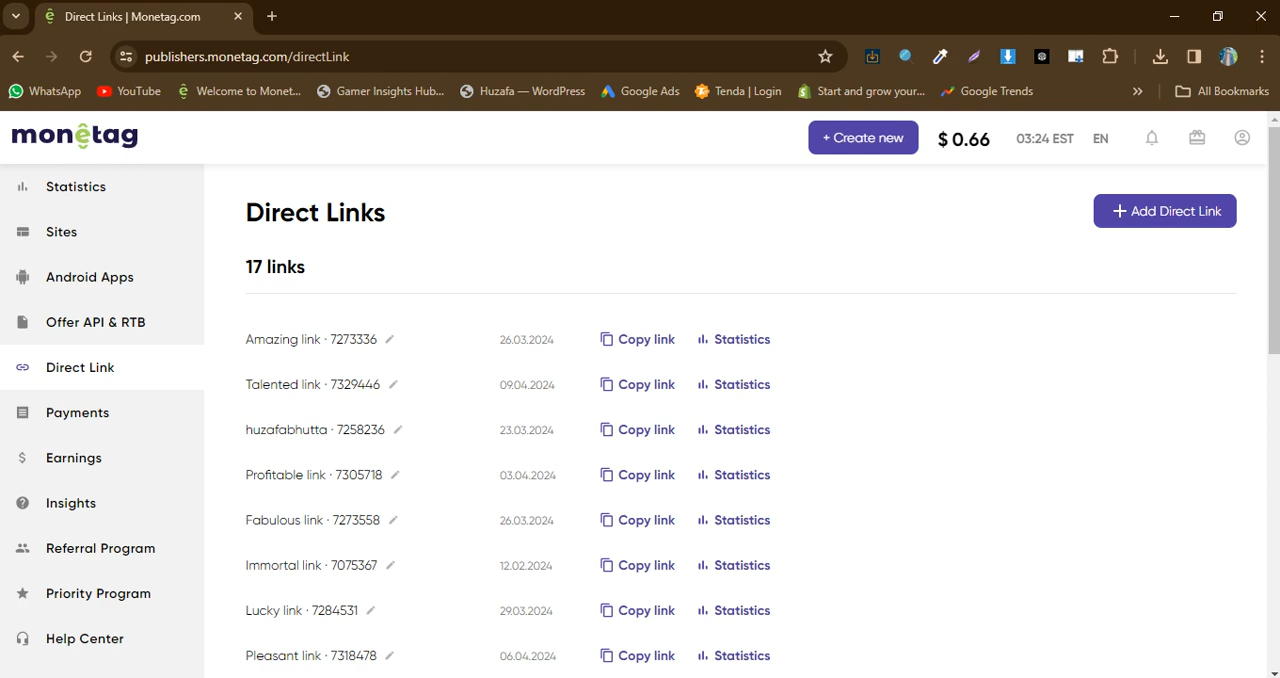 Direct Links | Monetag.com
publishers.monetag.com/directLink
WhatsApp YouTube Welcome to Monet... Gamer Insights Hub... Huzafa — WordPress Google Ads Tenda | Login Start and grow your... Google Trends » All Bookmarks
monêtag + Create new $ 0.66 03:24 EST EN
Statistics
Sites
Android Apps
Offer API & RTB
Direct Link
Payments
Earnings
Insights
Referral Program
Priority Program
Help Center
Direct Links + Add Direct Link
17 links
Amazing link · 7273336 26.03.2024 Copy link Statistics
Talented link · 7329446 09.04.2024 Copy link Statistics
huzafabhutta · 7258236 23.03.2024 Copy link Statistics
Profitable link · 7305718 03.04.2024 Copy link Statistics
Fabulous link · 7273558 26.03.2024 Copy link Statistics
Immortal link · 7075367 12.02.2024 Copy link Statistics
Lucky link · 7284531 29.03.2024 Copy link Statistics
Pleasant link · 7318478 06.04.2024 Copy link Statistics